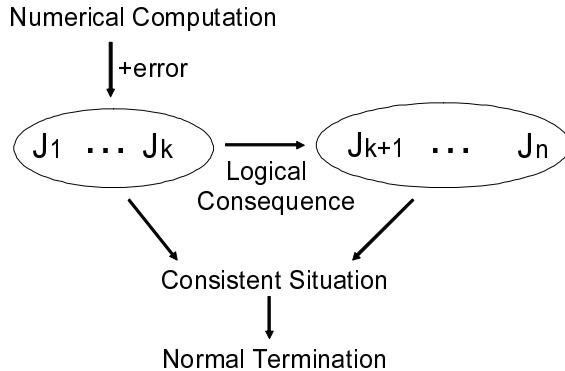 Numerical Computation
+error
J1 ... Jk
Jk+1 ... Jn
Logical
Consequence
Consistent Situation
Normal Termination